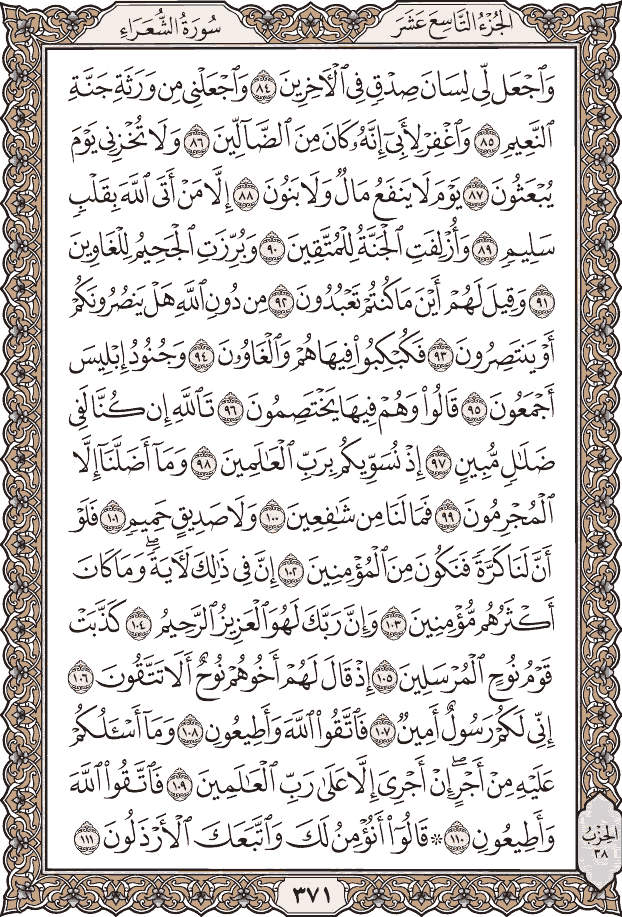 الجُزْءُ التَّاسِعَ عَشَرَ
سُورَةُ الشُّعَرَاءِ
وَٱجۡعَل لِّي لِسَانَ صِدۡقٖ فِي ٱلۡأٓخِرِينَ ٨٤ وَٱجۡعَلۡنِي مِن وَرَثَةِ جَنَّةِ
ٱلنَّعِيمِ ٨٥ وَٱغۡفِرۡ لِأَبِيٓ إِنَّهُۥ كَانَ مِنَ ٱلضَّآلِّينَ ٨٦ وَلَا تُخۡزِنِي يَوۡمَ
يُبۡعَثُونَ ٨٧ يَوۡمَ لَا يَنفَعُ مَالٞ وَلَا بَنُونَ ٨٨ إِلَّا مَنۡ أَتَى ٱللَّهَ بِقَلۡبٖ
سَلِيمٖ ٨٩ وَأُزۡلِفَتِ ٱلۡجَنَّةُ لِلۡمُتَّقِينَ ٩٠ وَبُرِّزَتِ ٱلۡجَحِيمُ لِلۡغَاوِينَ
٩١ وَقِيلَ لَهُمۡ أَيۡنَ مَا كُنتُمۡ تَعۡبُدُونَ ٩٢ مِن دُونِ ٱللَّهِ هَلۡ يَنصُرُونَكُمۡ
أَوۡ يَنتَصِرُونَ ٩٣ فَكُبۡكِبُواْ فِيهَا هُمۡ وَٱلۡغَاوُۥنَ ٩٤ وَجُنُودُ إِبۡلِيسَ
أَجۡمَعُونَ ٩٥ قَالُواْ وَهُمۡ فِيهَا يَخۡتَصِمُونَ ٩٦ تَٱللَّهِ إِن كُنَّا لَفِي
ضَلَٰلٖ مُّبِينٍ ٩٧ إِذۡ نُسَوِّيكُم بِرَبِّ ٱلۡعَٰلَمِينَ ٩٨ وَمَآ أَضَلَّنَآ إِلَّا
ٱلۡمُجۡرِمُونَ ٩٩ فَمَا لَنَا مِن شَٰفِعِينَ ١٠٠ وَلَا صَدِيقٍ حَمِيمٖ ١٠١ فَلَوۡ
أَنَّ لَنَا كَرَّةٗ فَنَكُونَ مِنَ ٱلۡمُؤۡمِنِينَ ١٠٢ إِنَّ فِي ذَٰلِكَ لَأٓيَةٗۖ وَمَا كَانَ
أَكۡثَرُهُم مُّؤۡمِنِينَ ١٠٣ وَإِنَّ رَبَّكَ لَهُوَ ٱلۡعَزِيزُ ٱلرَّحِيمُ ١٠٤ كَذَّبَتۡ
قَوۡمُ نُوحٍ ٱلۡمُرۡسَلِينَ ١٠٥ إِذۡ قَالَ لَهُمۡ أَخُوهُمۡ نُوحٌ أَلَا تَتَّقُونَ ١٠٦
إِنِّي لَكُمۡ رَسُولٌ أَمِينٞ ١٠٧ فَٱتَّقُواْ ٱللَّهَ وَأَطِيعُونِ ١٠٨ وَمَآ أَسۡـَٔلُكُمۡ
عَلَيۡهِ مِنۡ أَجۡرٍۖ إِنۡ أَجۡرِيَ إِلَّا عَلَىٰ رَبِّ ٱلۡعَٰلَمِينَ ١٠٩ فَٱتَّقُواْ ٱللَّهَ
وَأَطِيعُونِ ١١٠ ۞ قَالُوٓاْ أَنُؤۡمِنُ لَكَ وَٱتَّبَعَكَ ٱلۡأَرۡذَلُونَ ١١١
الحِزْبُ
٣٨
٣٧١